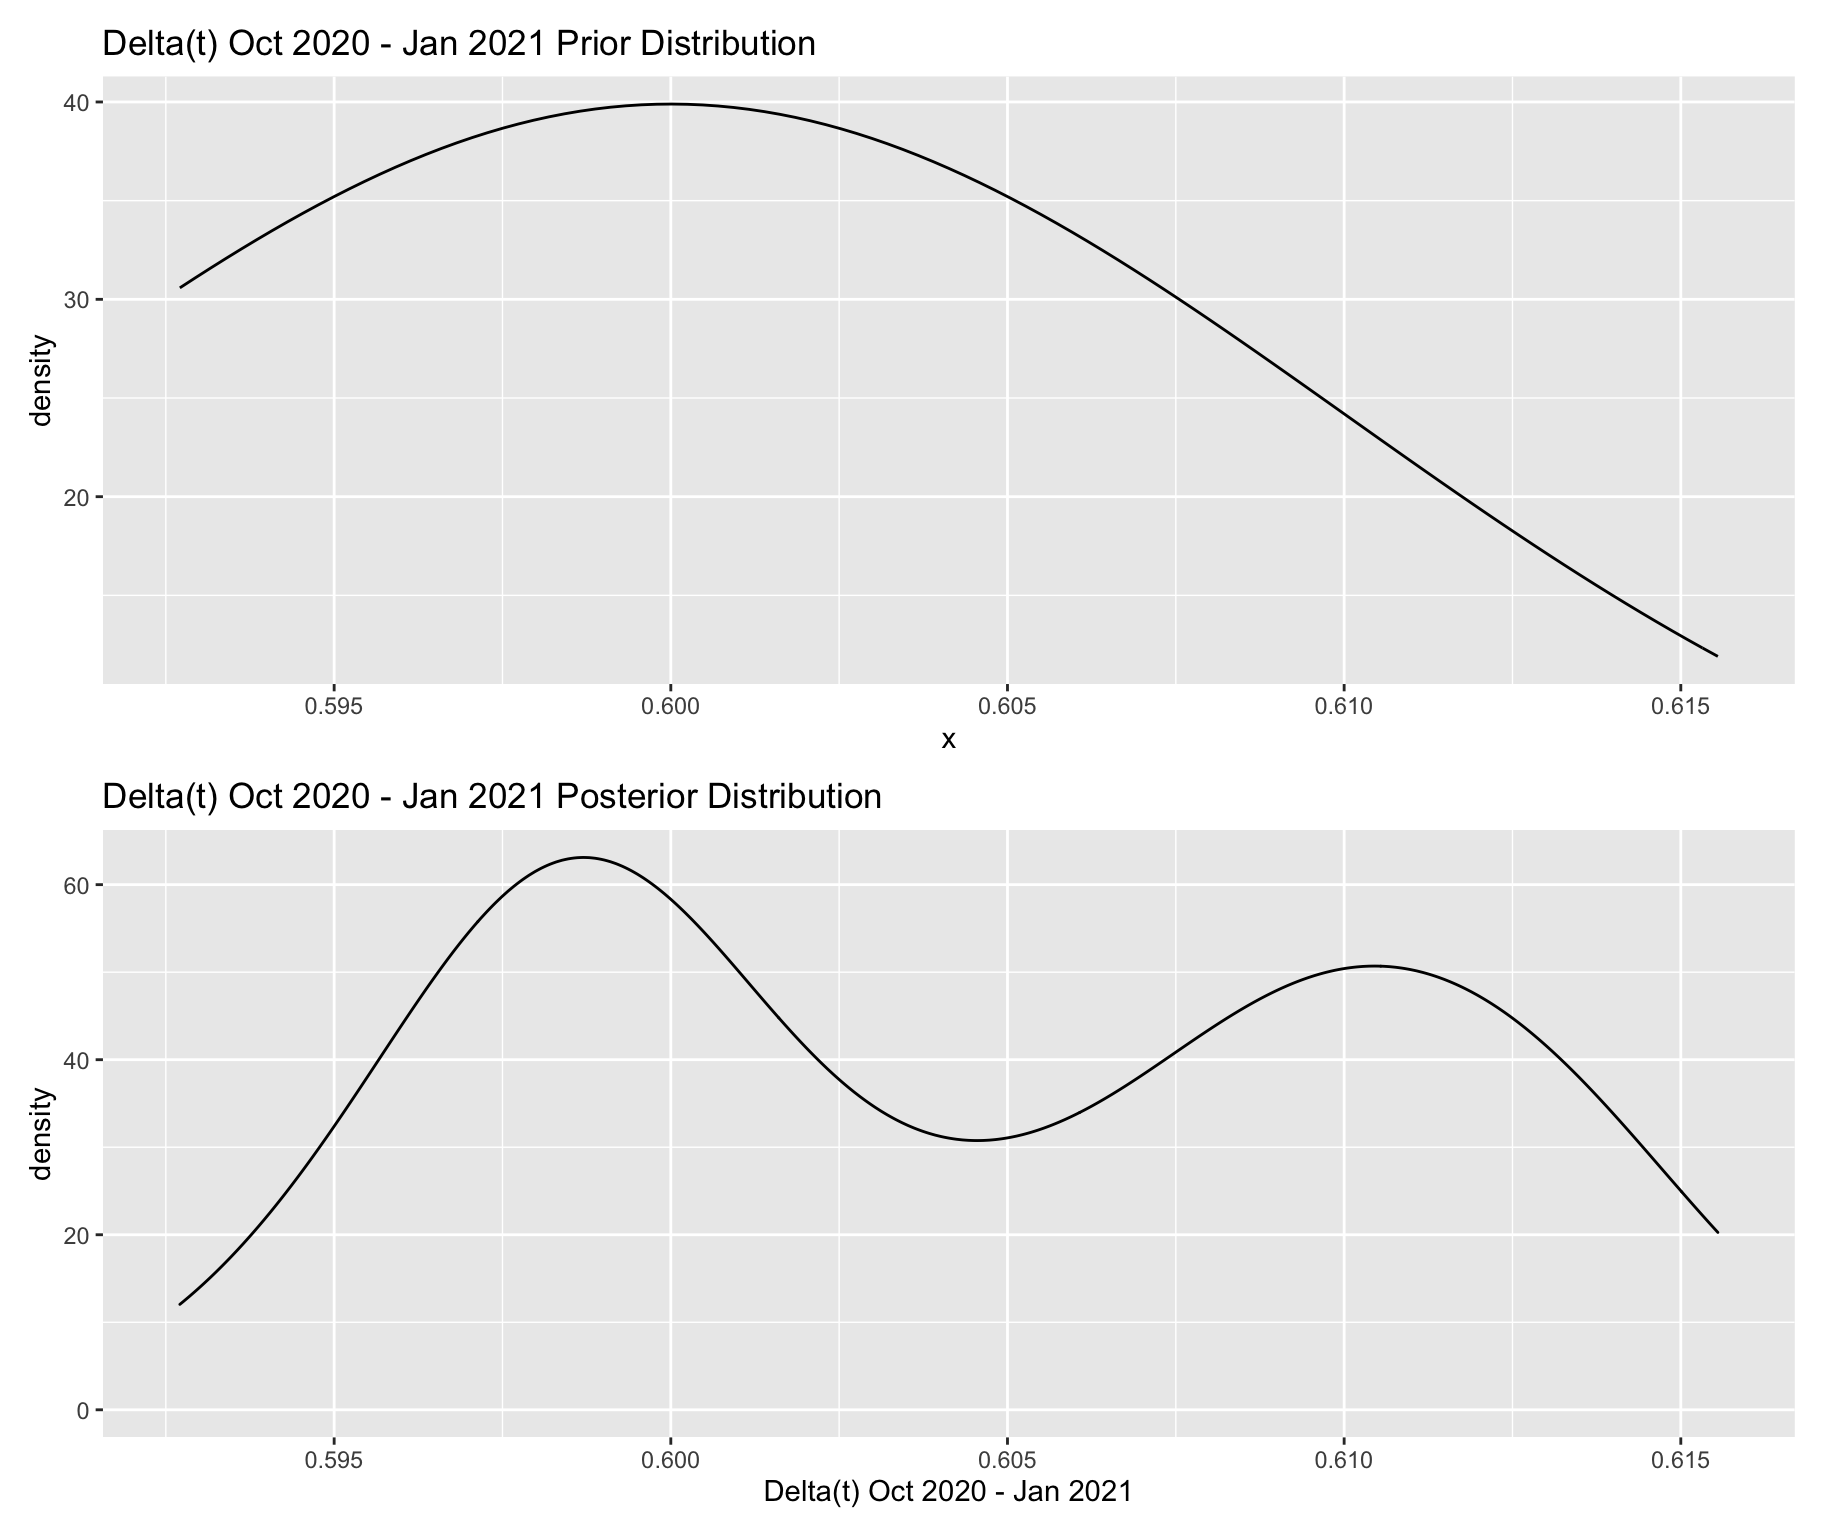 Delta(t) Oct 2020 - Jan 2021 Prior Distribution
40
30
20
density
0.595 0.600 0.605 0.610 0.615
x
Delta(t) Oct 2020 - Jan 2021 Posterior Distribution
60
40
20
0
density
0.595 0.600 0.605 0.610 0.615
Delta(t) Oct 2020 - Jan 2021